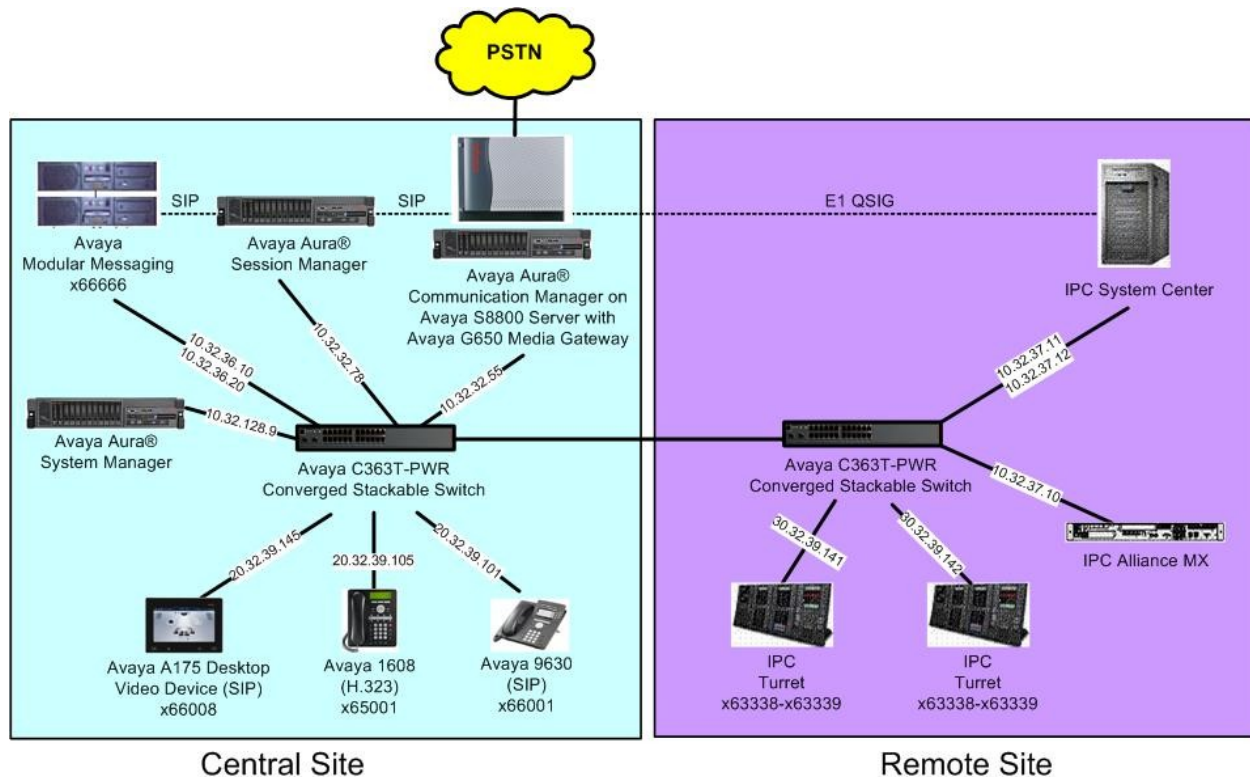 PSTN
SIP
SIP
E1 QSIG
Avaya
Modular Messaging
x66666
Avaya Aura®
Session Manager
Avaya Aura®
Communication Manager on
Avaya S8800 Server with
Avaya G650 Media Gateway
IPC System Center
10.32.36.10
10.32.36.20
10.32.32.78
10.32.32.55
10.32.37.11
10.32.37.12
10.32.128.9
Avaya Aura®
System Manager
Avaya C363T-PWR
Converged Stackable Switch
Avaya C363T-PWR
Converged Stackable Switch
10.32.37.10
IPC Alliance MX
20.32.39.145
20.32.39.105
20.32.39.101
30.32.39.141
30.32.39.142
Avaya A175 Desktop
Video Device (SIP)
x66008
Avaya 1608
(H.323)
x65001
Avaya 9630
(SIP)
x66001
IPC
Turret
x63338-x63339
IPC
Turret
x63338-x63339
Central Site
Remote Site